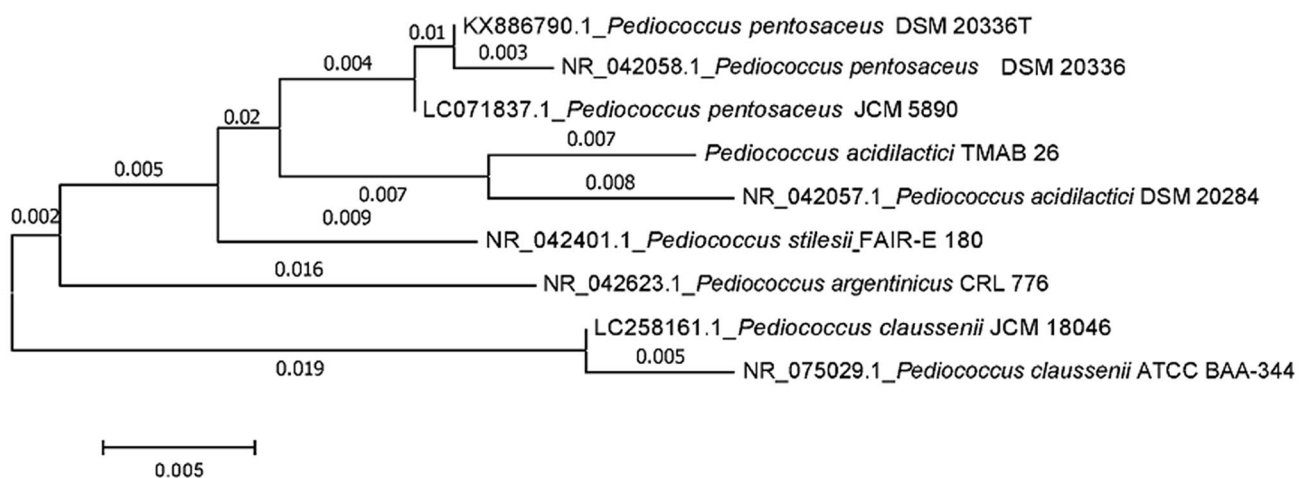 0.01
KX886790.1_Pediococcus pentosaceus DSM 20336T
0.003
NR_042058.1_Pediococcus pentosaceus DSM 20336
0.004
LC071837.1_Pediococcus pentosaceus JCM 5890
0.02
0.007
Pediococcus acidilactici TMAB 26
0.005
0.007
0.008
NR_042057.1_Pediococcus acidilactici DSM 20284
0.002
0.009
NR_042401.1_Pediococcus stilesii_FAIR-E 180
0.016
NR_042623.1_Pediococcus argentinicus CRL 776
LC258161.1_Pediococcus claussenii JCM 18046
0.019
0.005
NR_075029.1_Pediococcus claussenii ATCC BAA-344
0.005